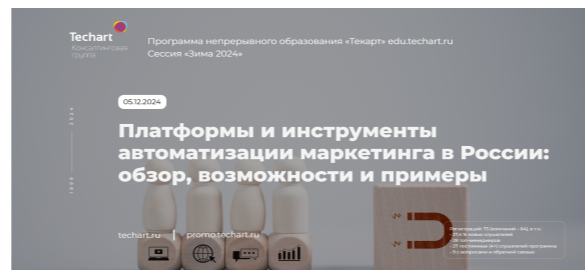 Techart
Консалтинговая
группа
Программа непрерывного образования «Текарт» edu.techart.ru
Сессия «Зима 2024»
05.12.2024
Платформы и инструменты
автоматизации маркетинга в России:
обзор, возможности и примеры
techart.ru | promo.techart.ru